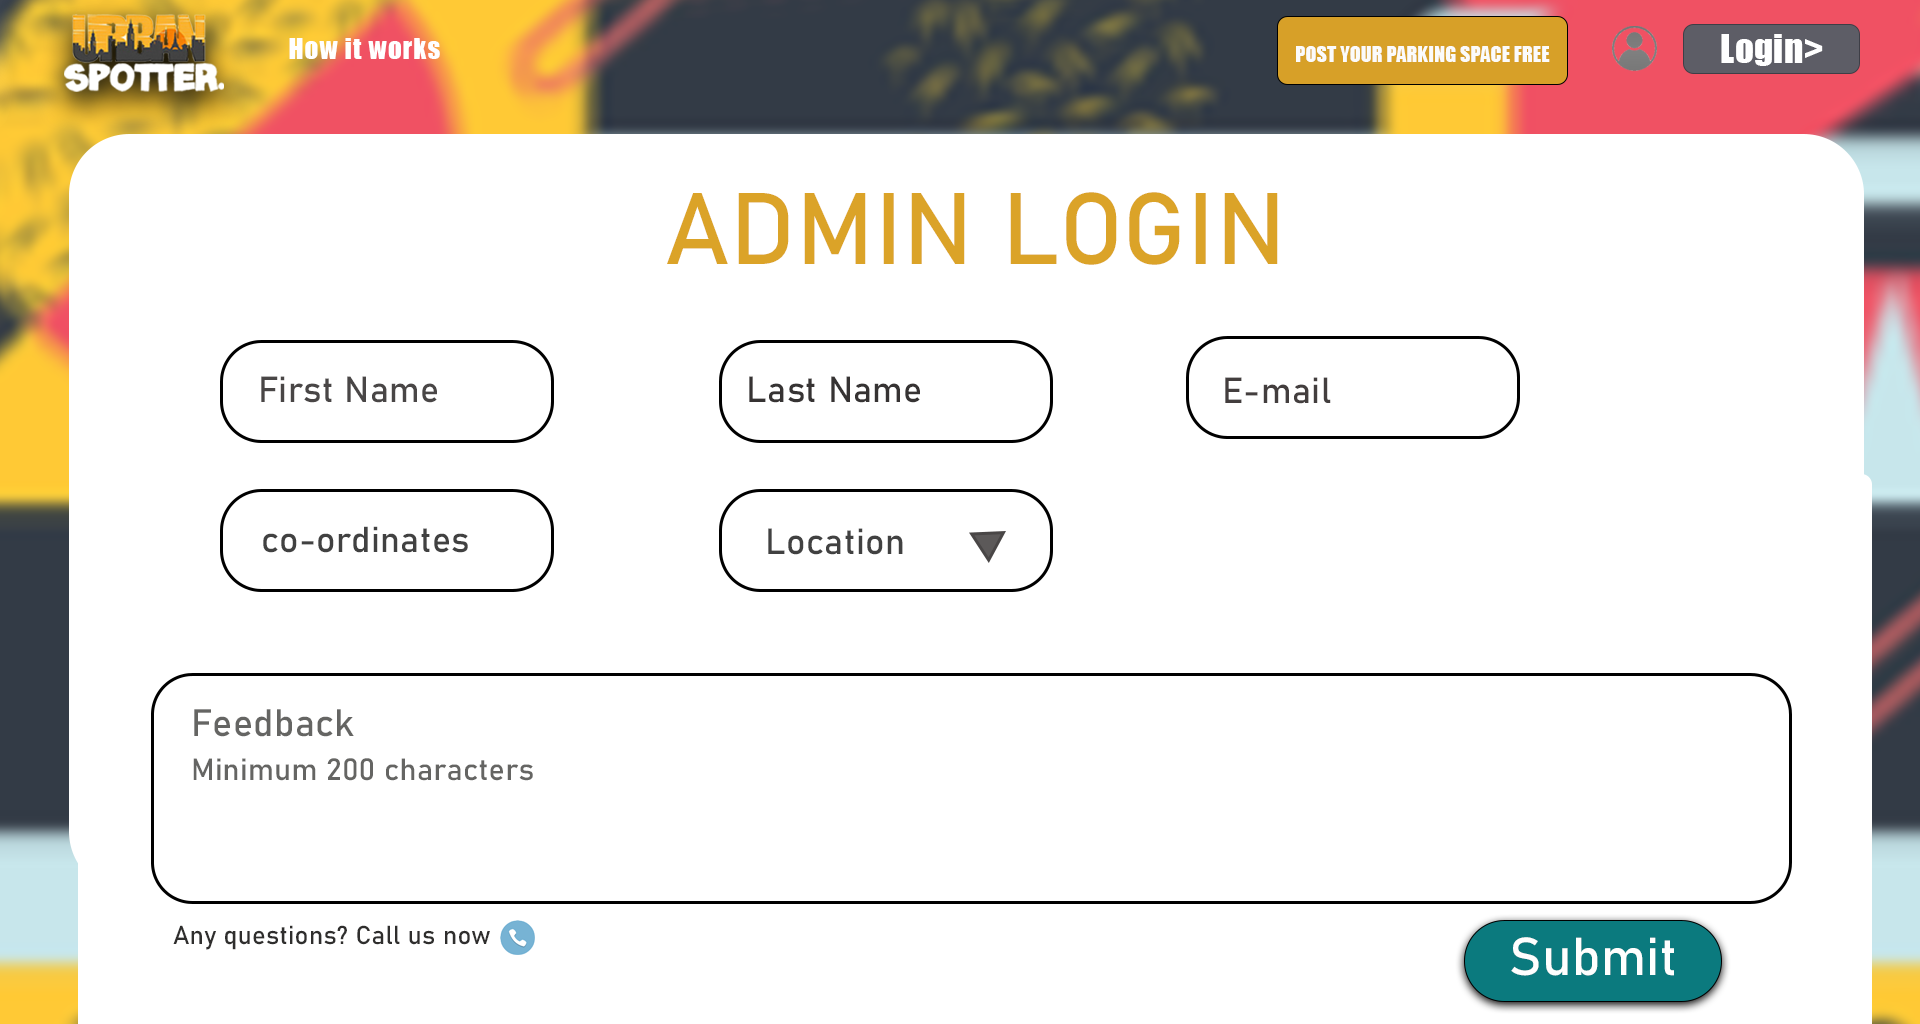 URBAN
SPOTTER.
How it works
POST YOUR PARKING SPACE FREE
Login>
ADMIN LOGIN
First Name
Last Name
E-mail
co-ordinates
Location
Feedback
Minimum 200 characters
Any questions? Call us now
Submit